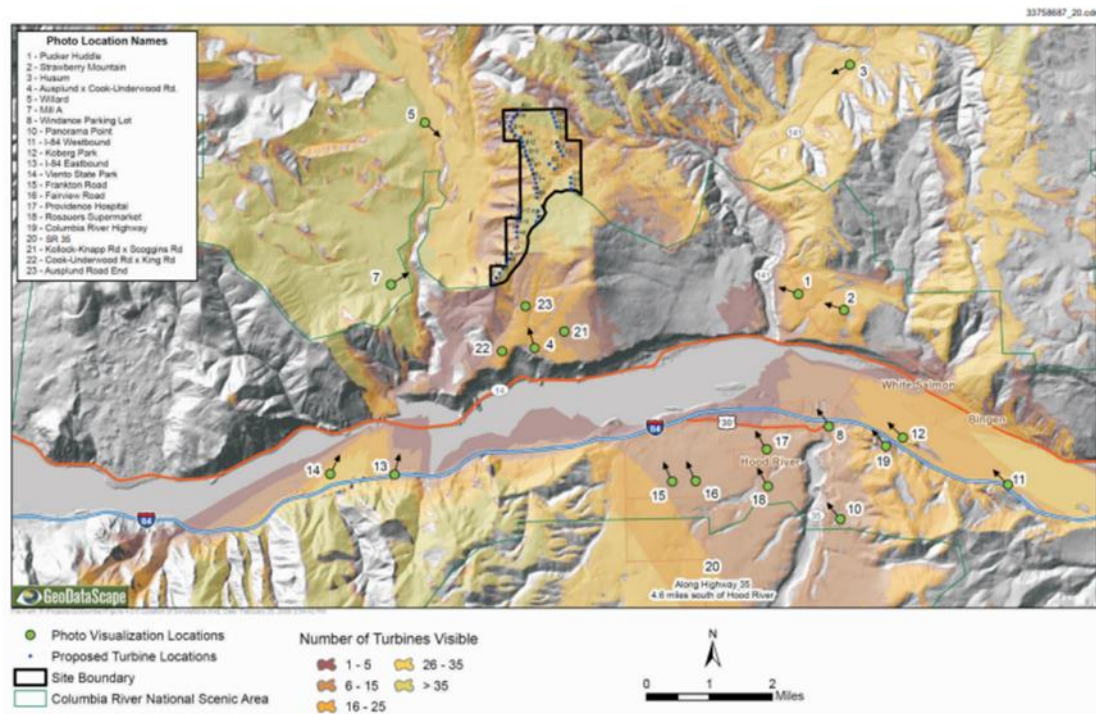 33758687_20.cdr
Photo Location Names
1 - Pucker Huddle
2 - Strawberry Mountain
3 - Husum
4 - Ausplund x Cook-Underwood Rd.
5 - Willard
7 - Mill A
8 - Windance Parking Lot
10 - Panorama Point
11 - I-84 Westbound
12 - Koberg Park
13 - I-84 Eastbound
14 - Viento State Park
15 - Frankton Road
16 - Fairview Road
17 - Providence Hospital
18 - Rosauers Supermarket
19 - Columbia River Highway
20 - SR 35
21 - Kollock-Knapp Rd x Scoggins Rd
22 - Cook-Underwood Rd x King Rd
23 - Ausplund Road End
3
5
141
7
141
1
2
23
21
22
4
14
White Salmon
Bingen
84
30
8
12
17
19
Hood River
14
13
15
16
18
11
84
35
10
20
Along Highway 35
4.6 miles south of Hood River
GeoDataScape
Photo Visualization Locations
Proposed Turbine Locations
Site Boundary
Columbia River National Scenic Area
Number of Turbines Visible
1 - 5
6 - 15
16 - 25
26 - 35
> 35
N
0 1 2
Miles